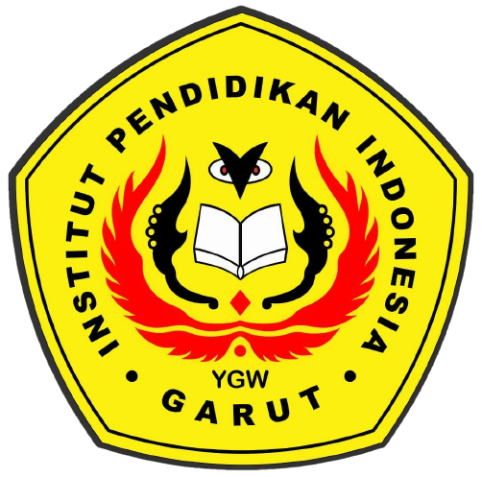 INSTITUT PENDIDIKAN INDONESIA
YGW
• GARUT •